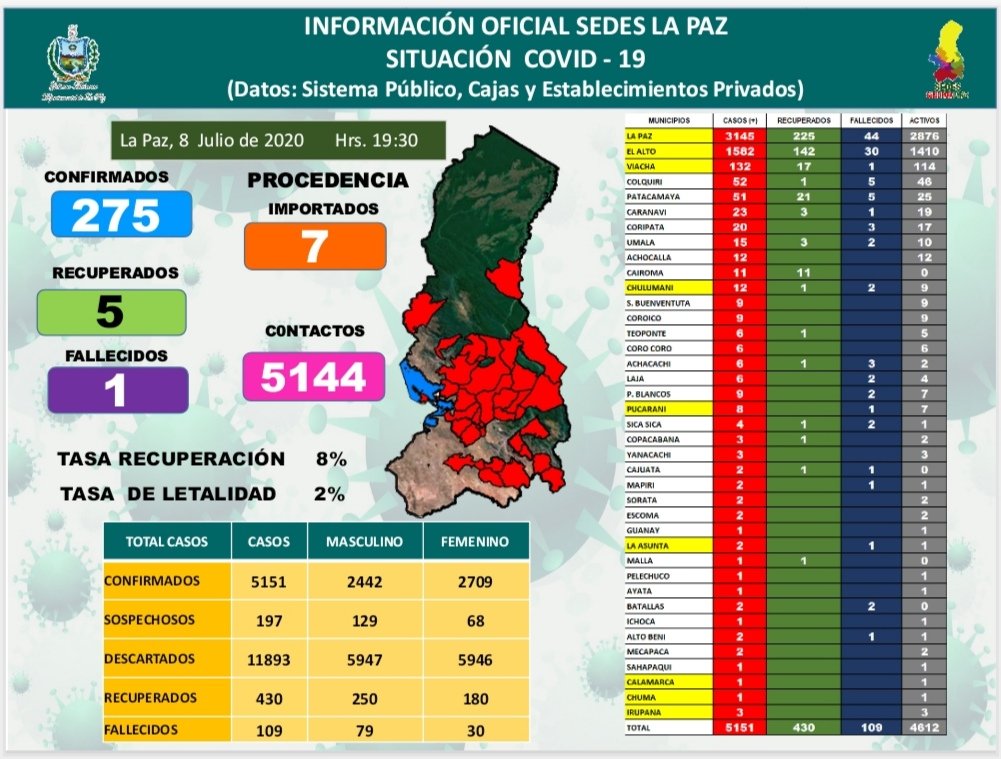 INFORMACIÓN OFICIAL SEDES LA PAZ
SITUACIÓN COVID - 19
(Datos: Sistema Público, Cajas y Establecimientos Privados)
La Paz, 8 Julio de 2020 Hrs. 19:30
CONFIRMADOS
275
RECUPERADOS
5
FALLECIDOS
1
PROCEDENCIA
IMPORTADOS
7
C0NTACTOS
5144
TASA RECUPERACIÓN 8%
TASA DE LETALIDAD 2%
TOTAL CASOS CASOS MASCULINO FEMENINO
CONFIRMADOS 5151 2442 2709
SOSPECHOSOS 197 129 68
DESCARTADOS 11893 5947 5946
RECUPERADOS 430 250 180
FALLECIDOS 109 79 30
MUNICIPIOS CASOS (+) RECUPERADOS FALLECIDOS ACTIVOS
LA PAZ 3145 225 44 2876
EL ALTO 1582 142 30 1410
VIACHA 132 17 1 114
COLQUIRI 52 1 5 46
PATACAMAYA 51 21 5 25
CARANAVI 23 3 1 19
CORIPATA 20 3 17
UMALA 15 3 2 10
ACHOCALLA 12 12
CAIROMA 11 11 0
CHULUMANI 12 1 2 9
S. BUENVENTUTA 9 9
COROICO 9 9
TEOPONTE 6 1 5
CORO CORO 6 6
ACHACACHI 6 1 3 2
LAJA 6 2 4
P. BLANCOS 9 2 7
PUCARANI 8 1 7
SICA SICA 4 1 2 1
COPACABANA 3 1 2
YANACACHI 3 3
CAJUATA 2 1 1 0
MAPIRI 2 1 1
SORATA 2 2
ESCOMA 2 2
GUANAY 1 1
LA ASUNTA 2 1 1
MALLA 1 1 0
PELECHUCO 1 1
AYATA 1 1
BATALLAS 2 2 0
ICHOCA 1 1
ALTO BENI 2 1 1
MECAPACA 2 2
SAHAPAQUI 1 1
CALAMARCA 1 1
CHUMA 1 1
IRUPANA 3 3
TOTAL 5151 430 109 4612